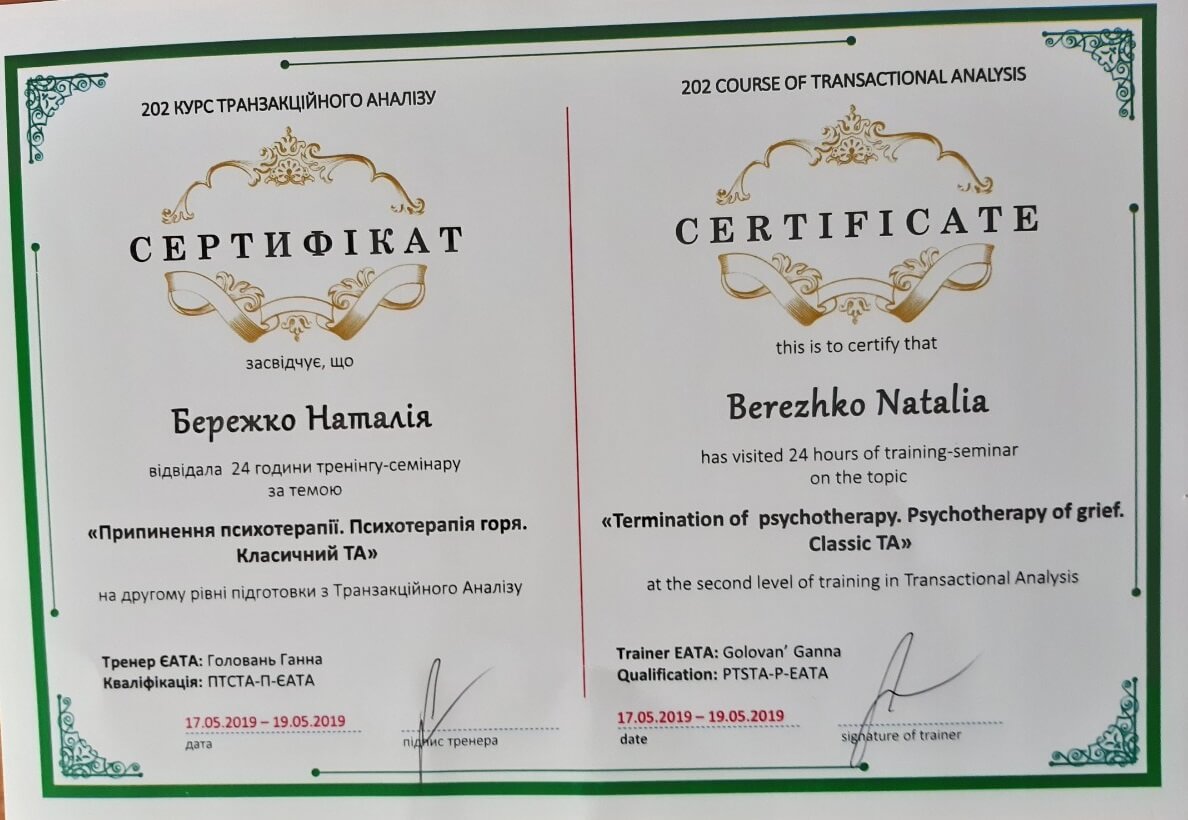 202 КУРС ТРАНЗАКЦІЙНОГО АНАЛІЗУ
СЕРТИФІКАТ
засвідчує, що
Бережко Наталія
відвідала 24 години тренінгу-семінару
за темою
«Припинення психотерапії. Психотерапія горя.
Класичний ТА»
на другому рівні підготовки з Транзакційного Аналізу
Тренер ЄАТА: Головань Ганна
Кваліфікація: ПТСТА-П-ЄАТА
17.05.2019 – 19.05.2019
дата
підпис тренера
202 COURSE OF TRANSACTIONAL ANALYSIS
CERTIFICATE
this is to certify that
Berezhko Natalia
has visited 24 hours of training-seminar
on the topic
«Termination of psychotherapy. Psychotherapy of grief.
Classic TA»
at the second level of training in Transactional Analysis
Trainer EATA: Golovan’ Ganna
Qualification: PTSTA-P-EATA
17.05.2019 – 19.05.2019
date
signature of trainer